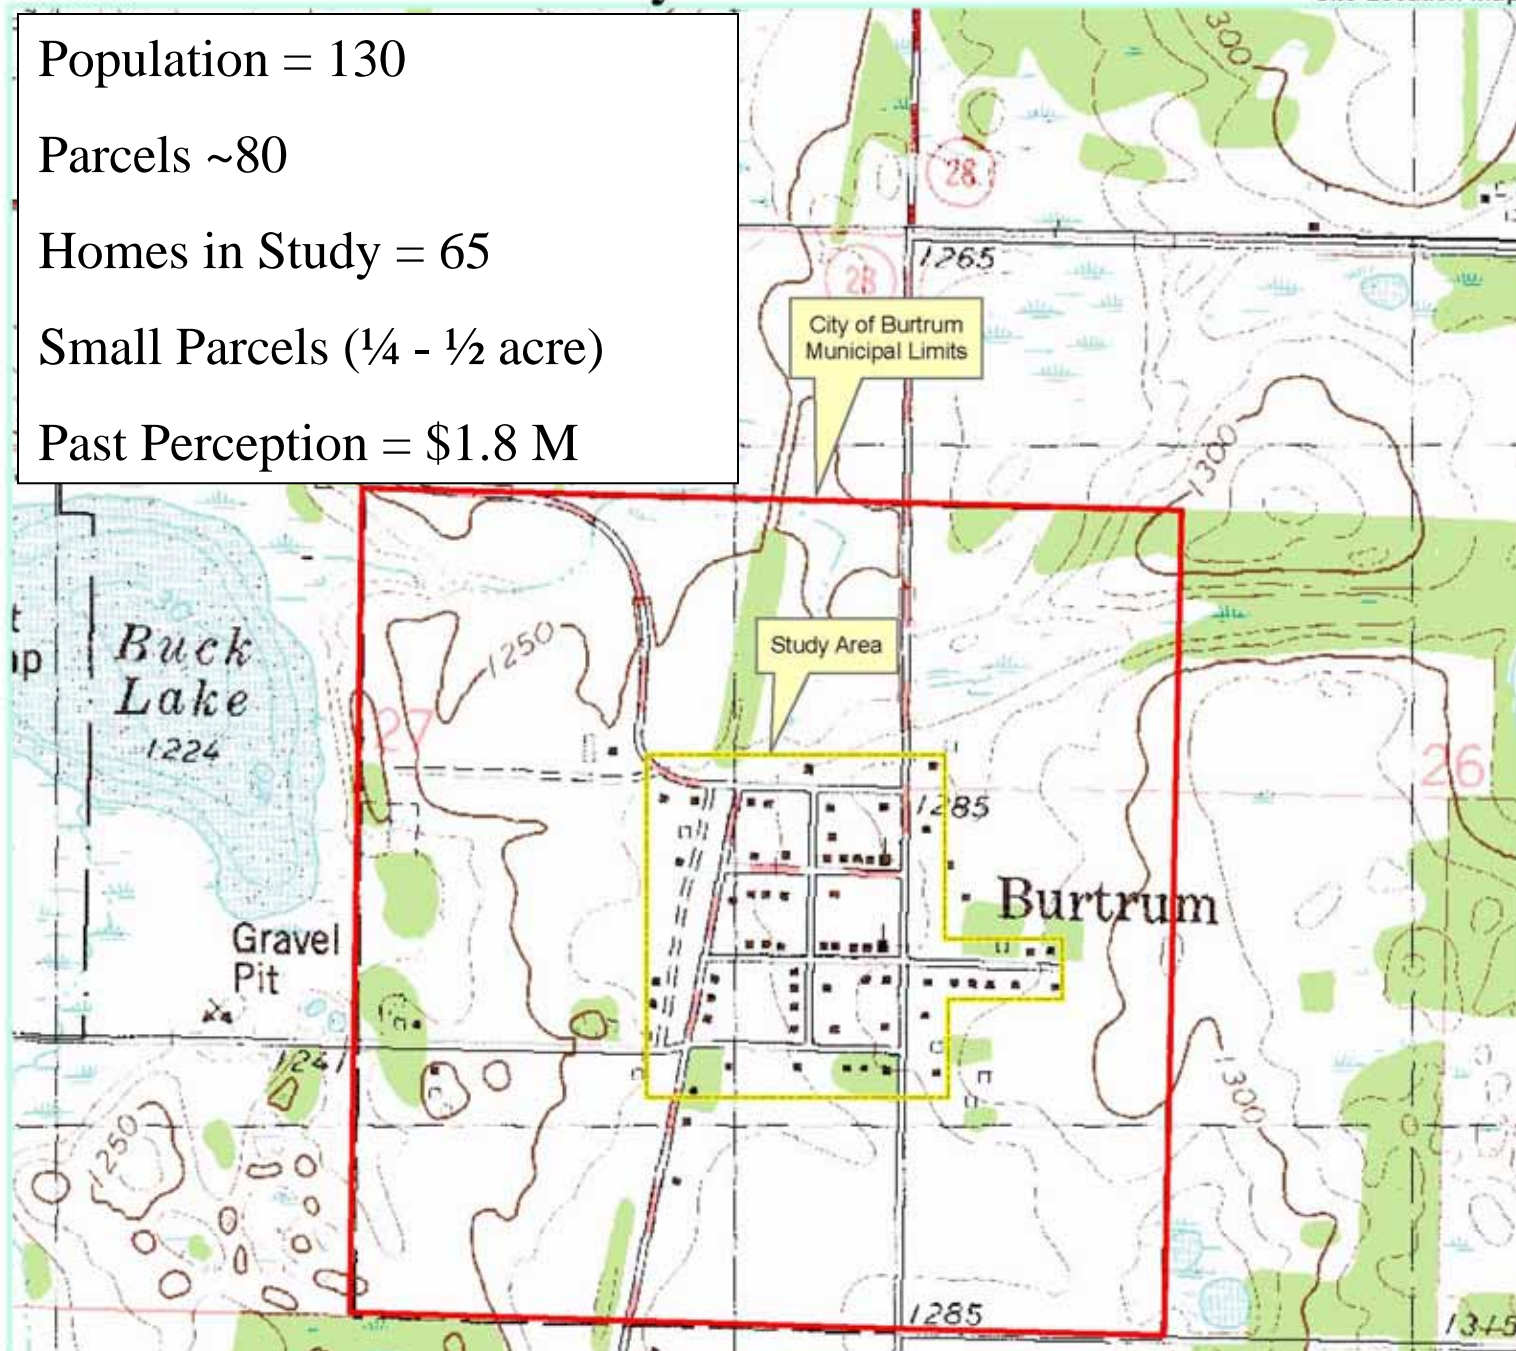 Population = 130
Parcels ~80
Homes in Study = 65
Small Parcels (¼ - ½ acre)
Past Perception = $1.8 M
1300
28
1265
28
City of Burtrum
Municipal Limits
1300
Buck
Lake
1224
1250
Study Area
27
26
1285
Burtrum
Gravel
Pit
1241
1250
1300
1285
1315